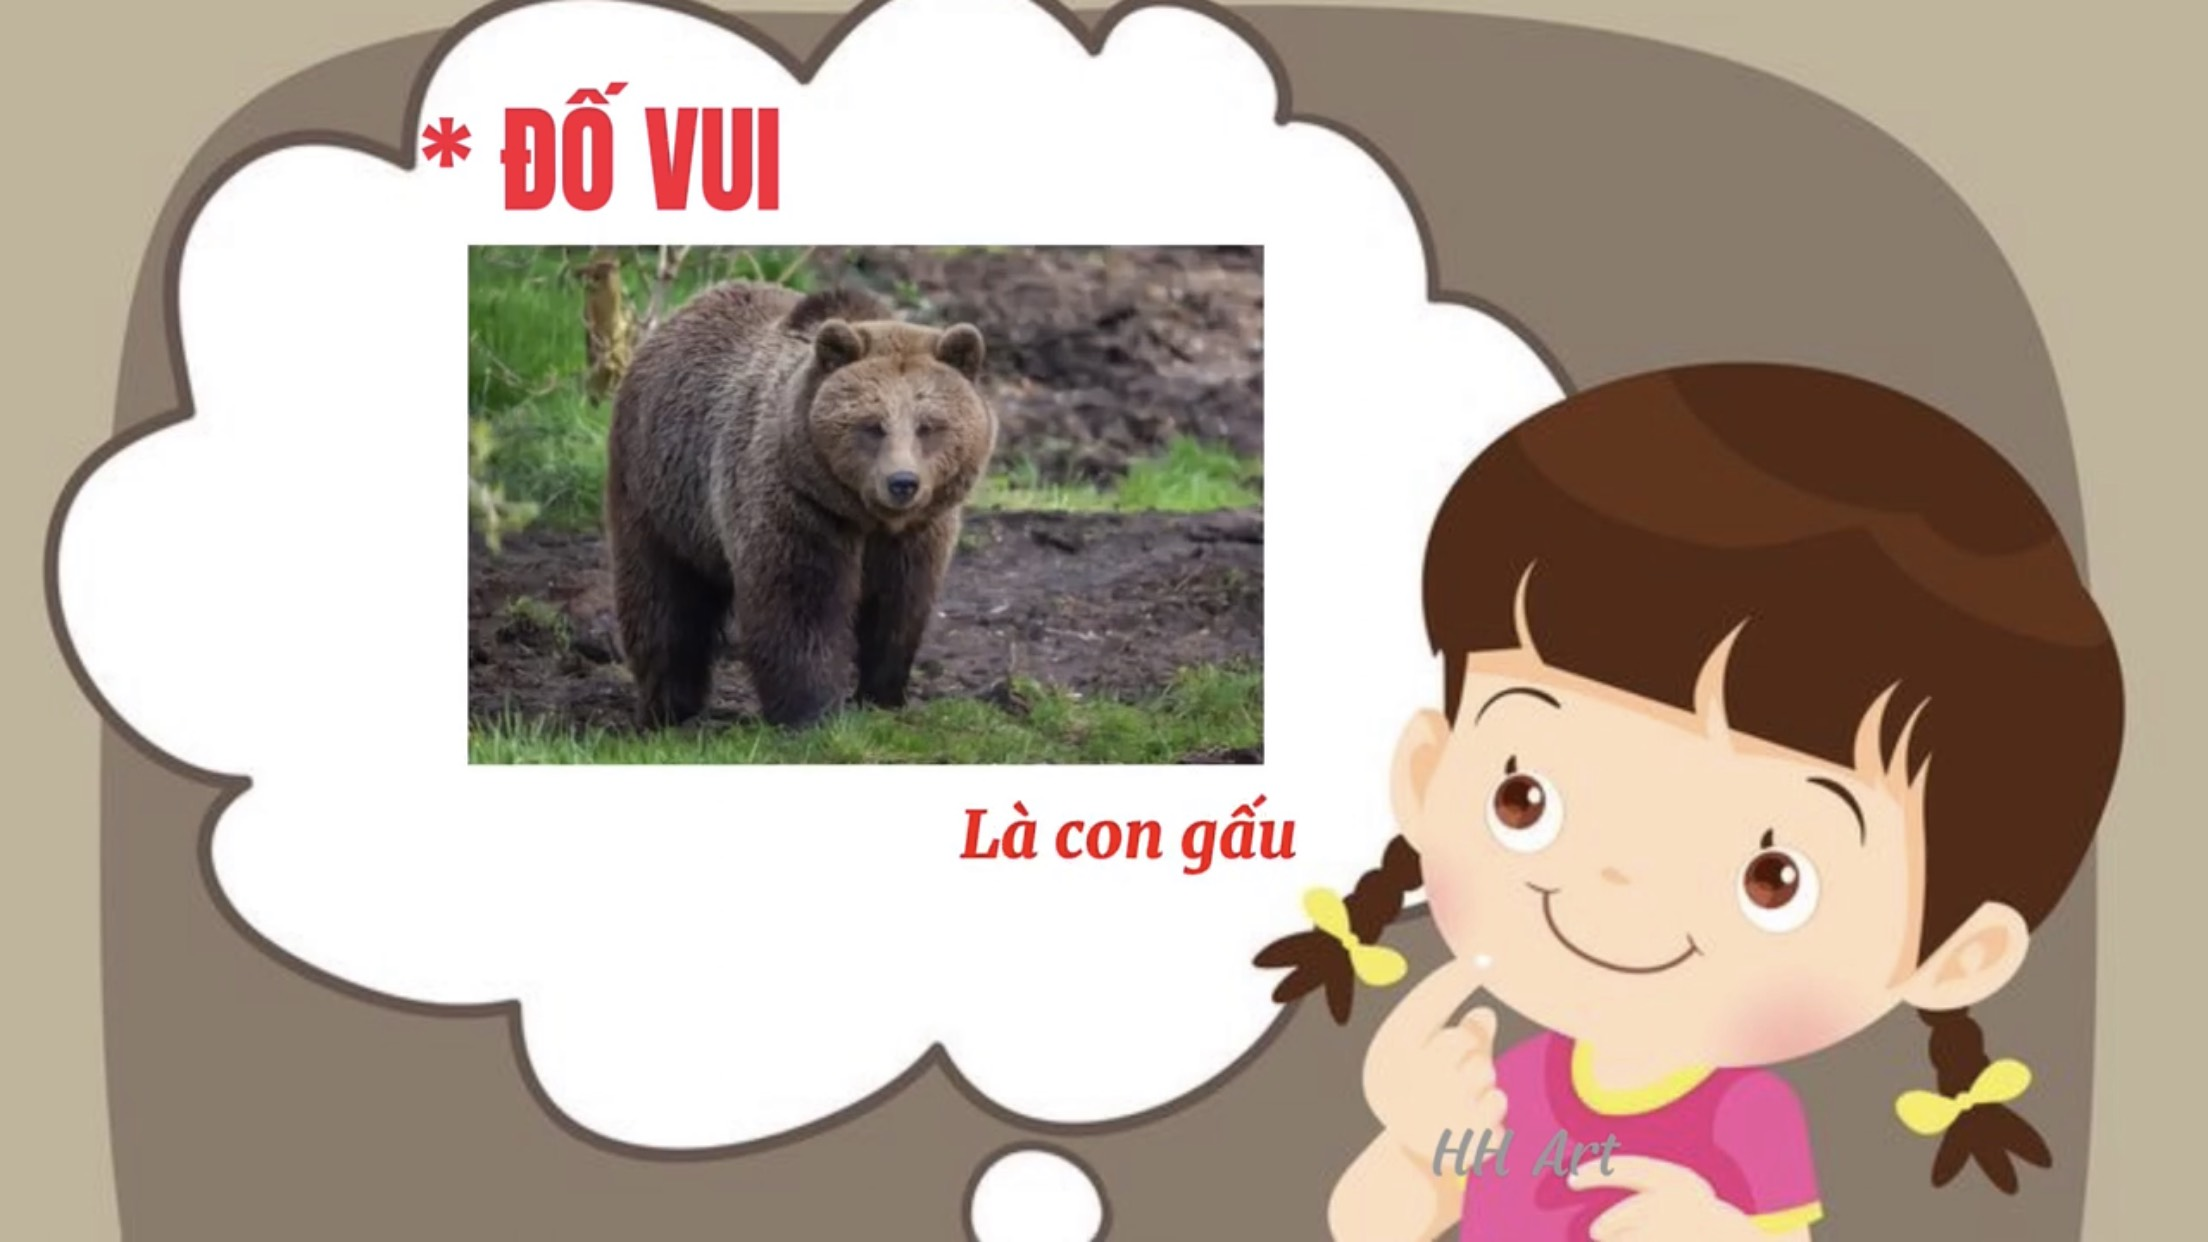 * ĐỐ VUI
Là con gấu
HH Art